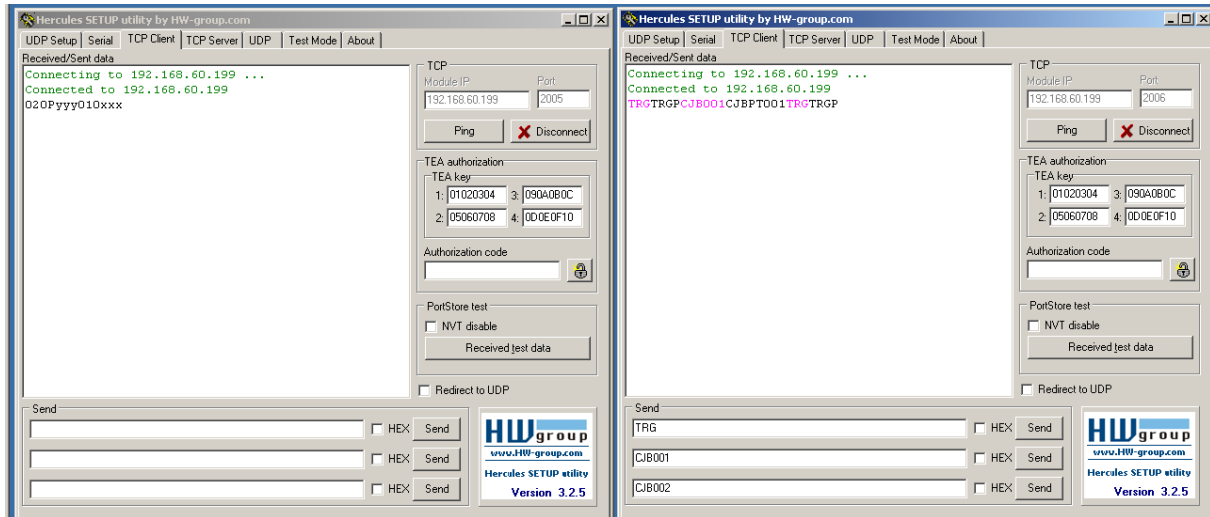 Hercules SETUP utility by HW-group.com
UDP Setup Serial TCP Client TCP Server UDP Test Mode About
Received/Sent data
Connecting to 192.168.60.199 ...
Connected to 192.168.60.199
020Pyyy010xxx
TCP
Module IP Port
192.168.60.199 2005
Ping Disconnect
TEA authorization
TEA key
1: 01020304 3: 090A0B0C
2: 05060708 4: 0D0E0F10
Authorization code
PortStore test
NVT disable
Received test data
Redirect to UDP
Send
HEX Send
HEX Send
HEX Send
HW group
www.HW-group.com
Hercules SETUP utility
Version 3.2.5
Hercules SETUP utility by HW-group.com
UDP Setup Serial TCP Client TCP Server UDP Test Mode About
Received/Sent data
Connecting to 192.168.60.199 ...
Connected to 192.168.60.199
TRGTRGPCJB001CJBPT001TRGTRGP
TCP
Module IP Port
192.168.60.199 2006
Ping Disconnect
TEA authorization
TEA key
1: 01020304 3: 090A0B0C
2: 05060708 4: 0D0E0F10
Authorization code
PortStore test
NVT disable
Received test data
Redirect to UDP
Send
TRG HEX Send
CJB001 HEX Send
CJB002 HEX Send
HW group
www.HW-group.com
Hercules SETUP utility
Version 3.2.5